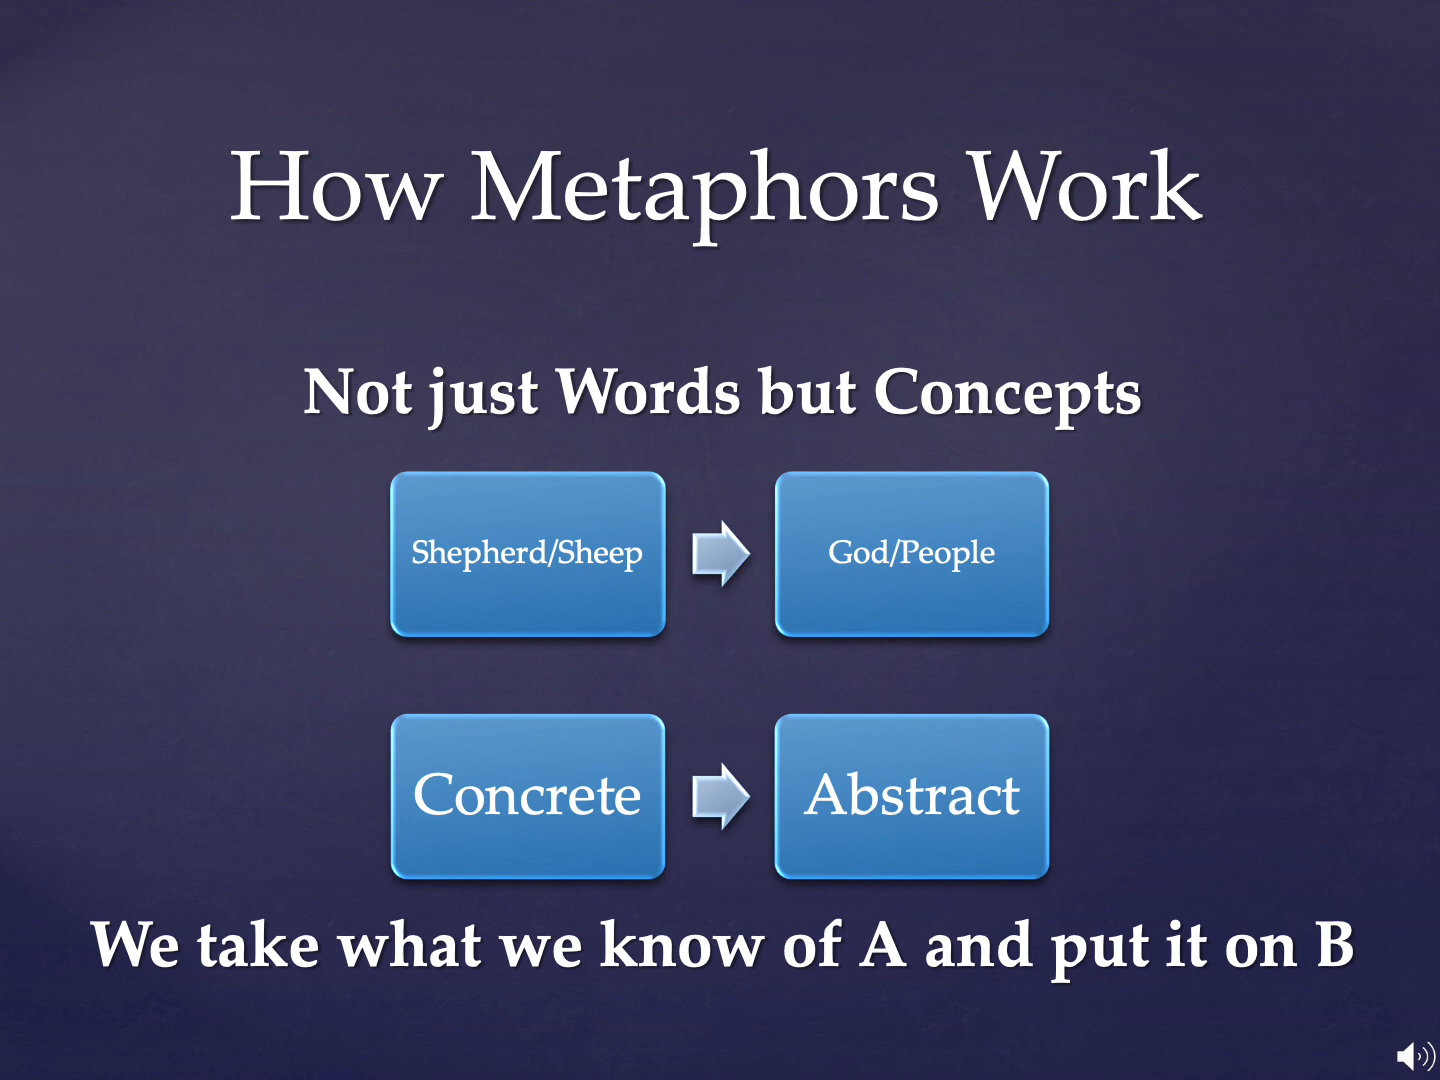 How Metaphors Work
Not just Words but Concepts
Shepherd/Sheep
God/People
Concrete
Abstract
We take what we know of A and put it on B